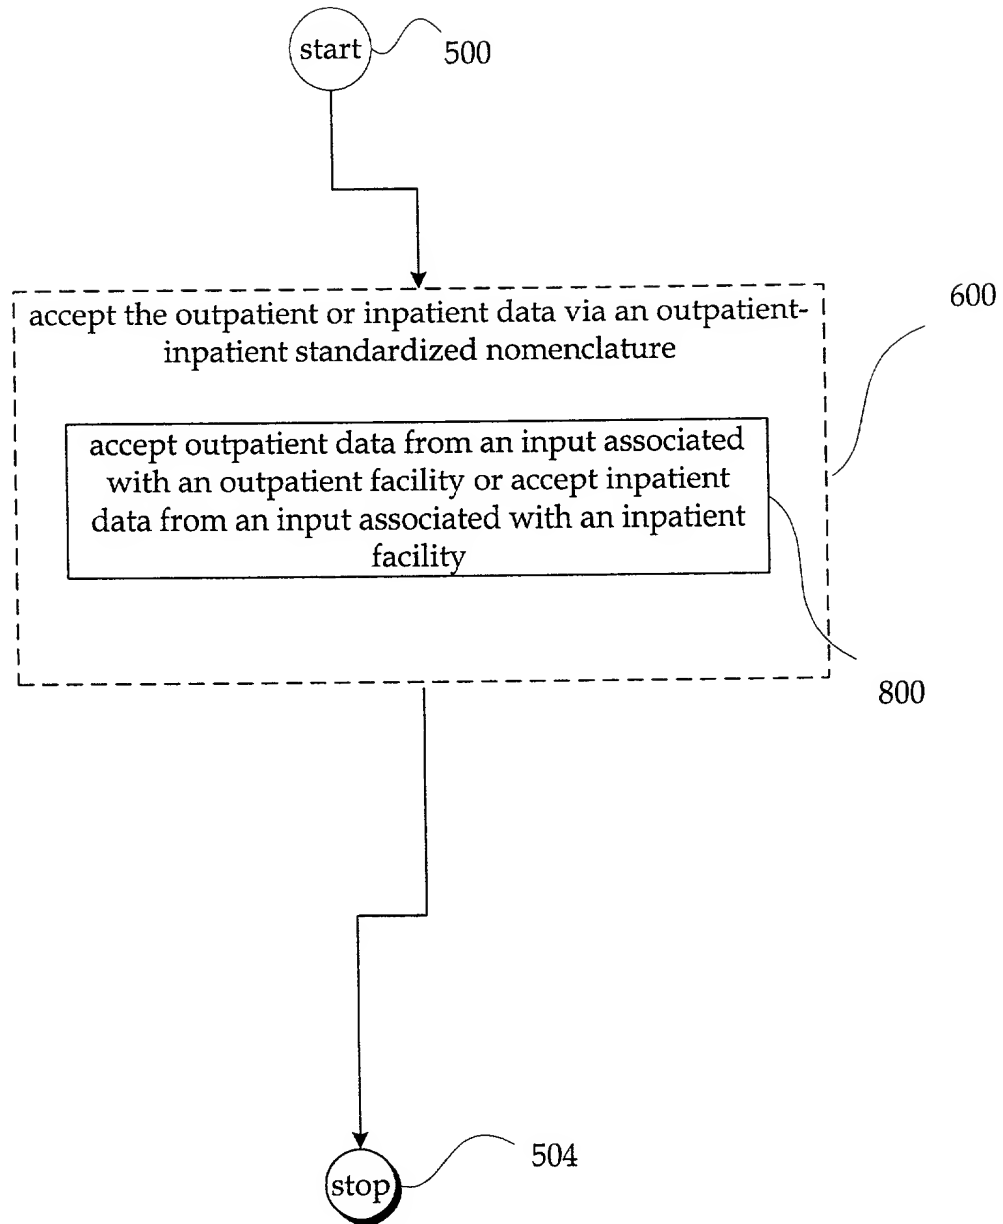 start
500
600
accept the outpatient or inpatient data via an outpatient-
inpatient standardized nomenclature
accept outpatient data from an input associated
with an outpatient facility or accept inpatient
data from an input associated with an inpatient
facility
800
504
stop